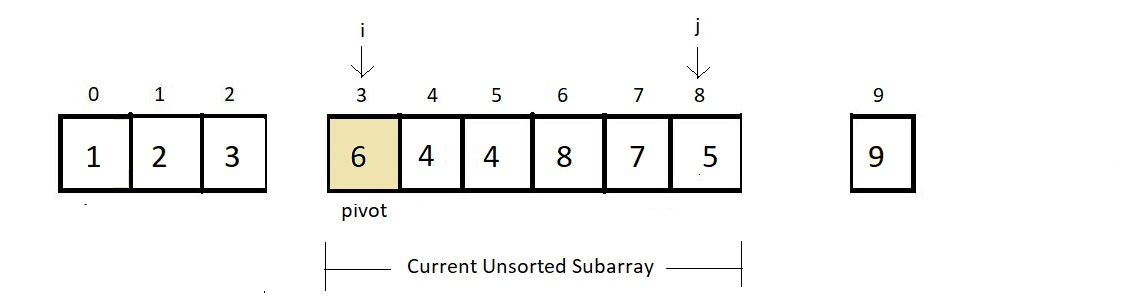 i j
0 1 2 3 4 5 6 7 8 9
1 2 3 6 4 4 8 7 5 9
pivot
Current Unsorted Subarray